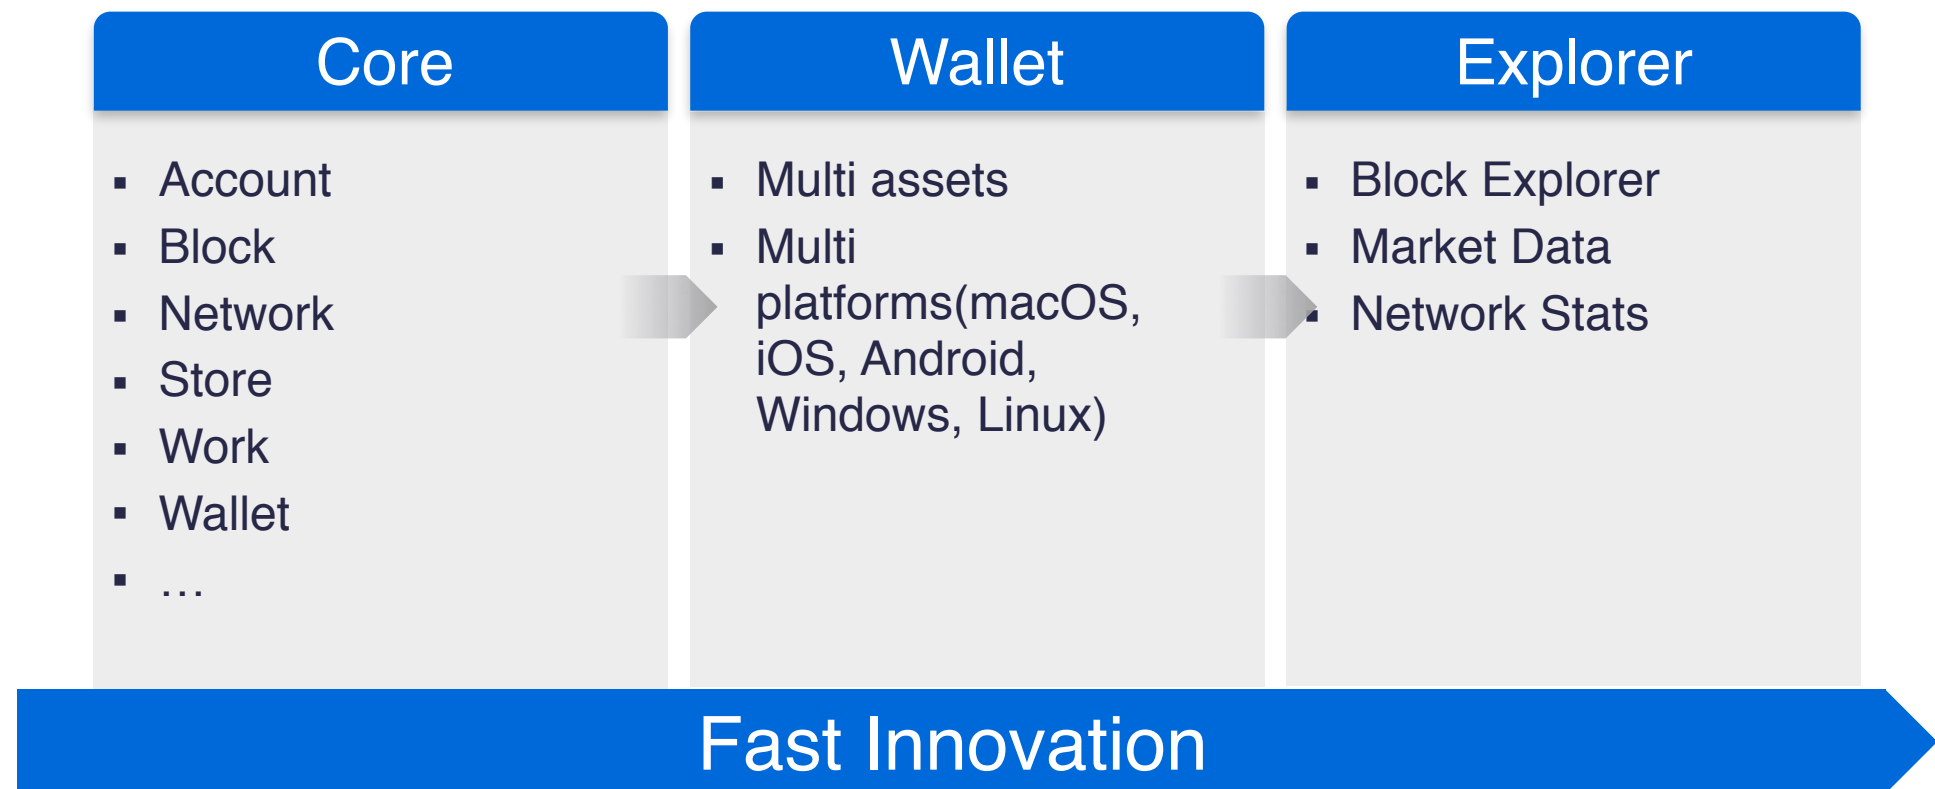 Core
▪ Account
▪ Block
▪ Network
▪ Store
▪ Work
▪ Wallet
▪ …
Wallet
▪ Multi assets
▪ Multi
platforms(macOS,
iOS, Android,
Windows, Linux)
Explorer
▪ Block Explorer
▪ Market Data
▪ Network Stats
Fast Innovation